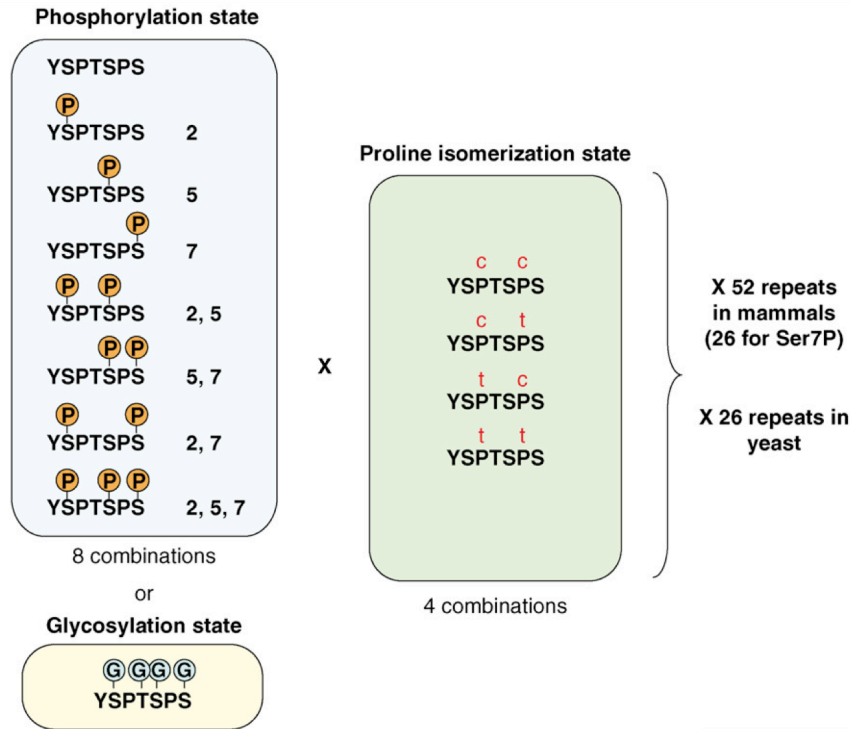 Phosphorylation state
YSPTSPS
P
YSPTSPS 2
P
YSPTSPS 5
P
YSPTSPS 7
P P
YSPTSPS 2, 5
P P
YSPTSPS 5, 7
P P
YSPTSPS 2, 7
P P P
YSPTSPS 2, 5, 7
8 combinations
or
Glycosylation state
G G G G
YSPTSPS
X
Proline isomerization state
c c
YSPTSPS
c t
YSPTSPS
t c
YSPTSPS
t t
YSPTSPS
4 combinations
X 52 repeats
in mammals
(26 for Ser7P)
X 26 repeats in
yeast